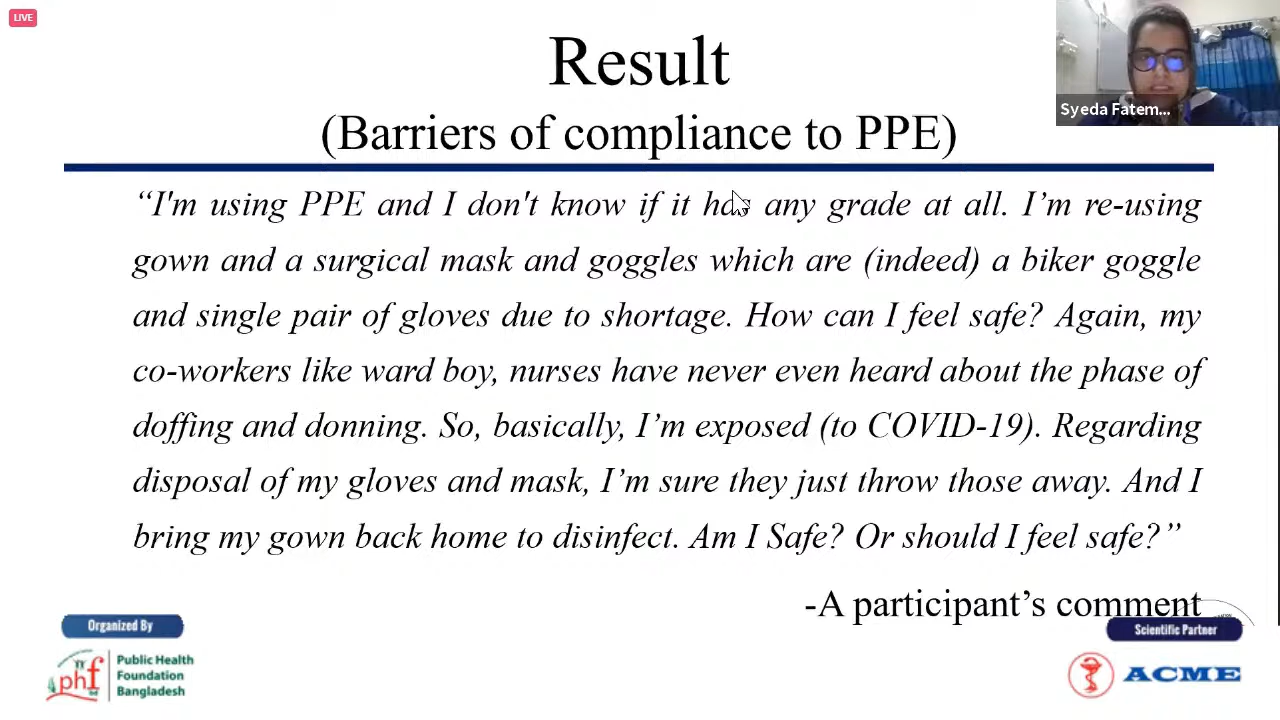 LIVE
Result
(Barriers of compliance to PPE)
Syeda Fatem...
“I'm using PPE and I don't know if it has any grade at all. I’m re-using
gown and a surgical mask and goggles which are (indeed) a biker goggle
and single pair of gloves due to shortage. How can I feel safe? Again, my
co-workers like ward boy, nurses have never even heard about the phase of
doffing and donning. So, basically, I’m exposed (to COVID-19). Regarding
disposal of my gloves and mask, I’m sure they just throw those away. And I
bring my gown back home to disinfect. Am I Safe? Or should I feel safe?”
-A participant’s comment
Organized By
phf
Public Health
Foundation
Bangladesh
Scientific Partner
ACME